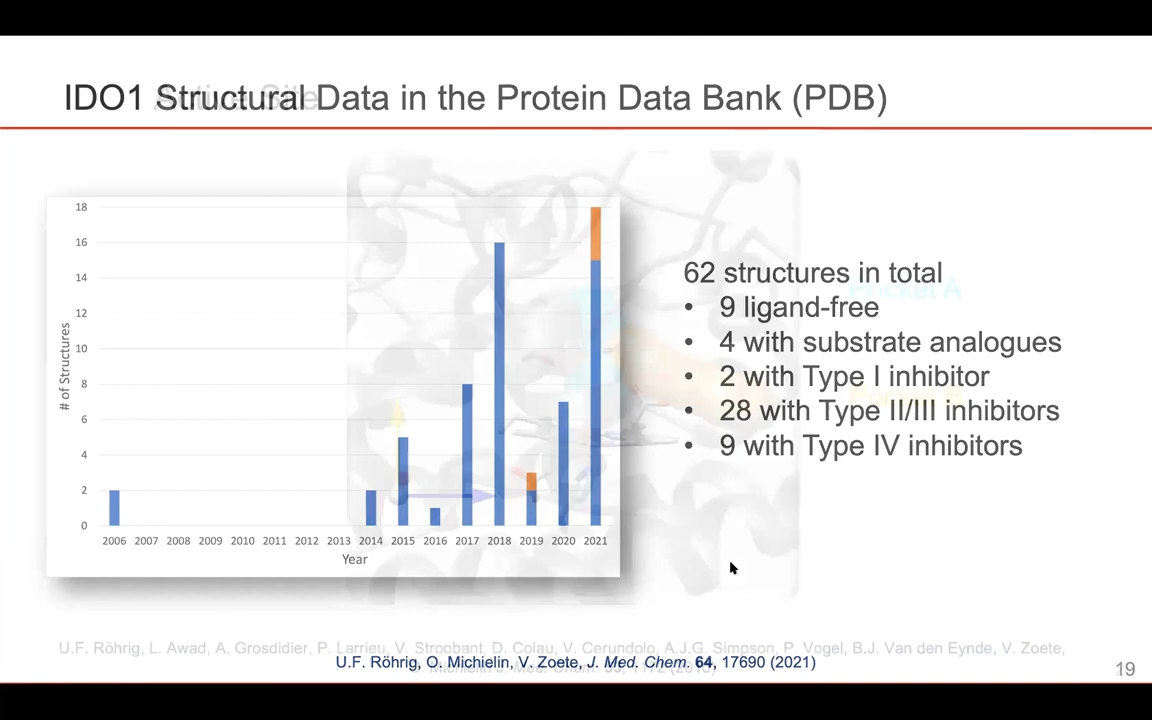 IDO1 Structural Data in the Protein Data Bank (PDB)
Active Site
18
16
14
12
10
8
6
4
2
0
# of Structures
2006 2007 2008 2009 2010 2011 2012 2013 2014 2015 2016 2017 2018 2019 2020 2021
Year
62 structures in total
Pocket A
• 9 ligand-free
• 4 with substrate analogues
• 2 with Type I inhibitor
• 28 with Type II/III inhibitors
• 9 with Type IV inhibitors
U.F. Röhrig, L. Awad, A. Grosdidier, P. Larrieu, V. Stroobant, D. Colau, V. Cerundolo, A.J.G. Simpson, P. Vogel, B.J. Van den Eynde, V. Zoete,
U.F. Röhrig, O. Michielin, V. Zoete, J. Med. Chem. 64, 17690 (2021)
19